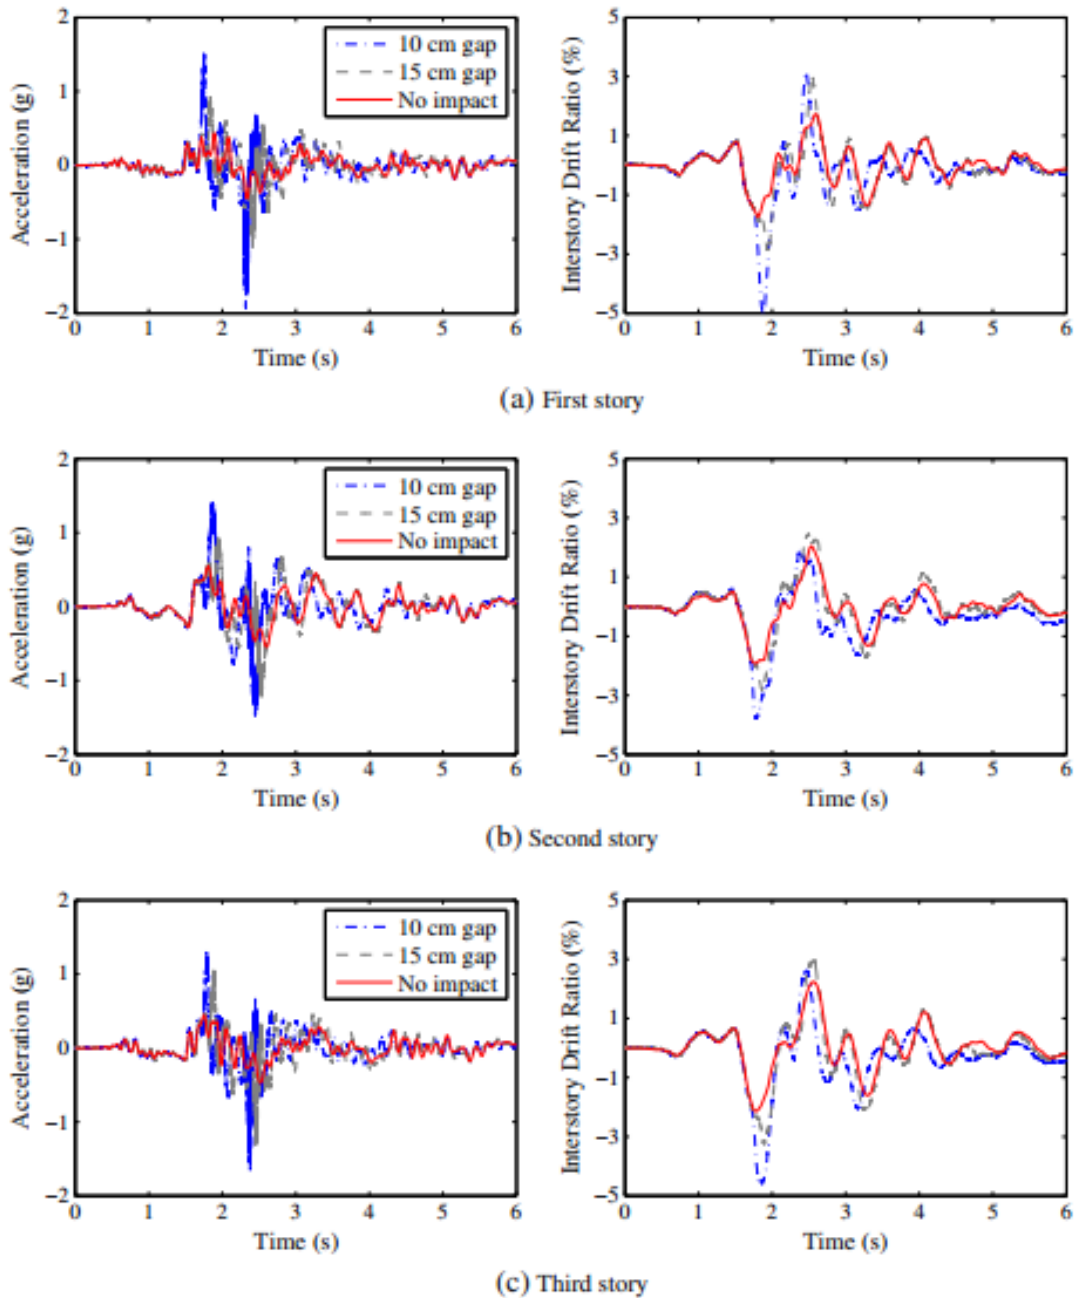 2
1
0
−1
−2
Acceleration (g)
10 cm gap
15 cm gap
No impact
0 1 2 3 4 5 6
Time (s)
5
3
1
−1
−3
−5
Interstory Drift Ratio (%)
0 1 2 3 4 5 6
Time (s)
(a) First story
2
1
0
−1
−2
Acceleration (g)
10 cm gap
15 cm gap
No impact
0 1 2 3 4 5 6
Time (s)
5
3
1
−1
−3
−5
Interstory Drift Ratio (%)
0 1 2 3 4 5 6
Time (s)
(b) Second story
2
1
0
−1
−2
Acceleration (g)
10 cm gap
15 cm gap
No impact
0 1 2 3 4 5 6
Time (s)
5
3
1
−1
−3
−5
Interstory Drift Ratio (%)
0 1 2 3 4 5 6
Time (s)
(c) Third story